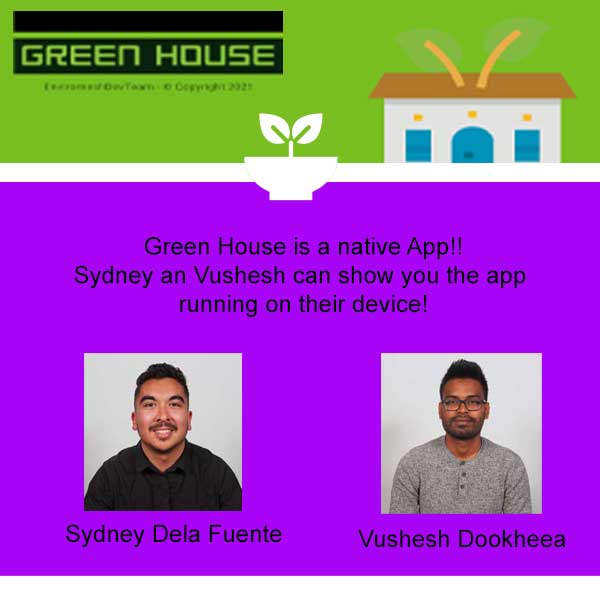 GREEN HOUSE
EnviromeshDevTeam - © Copyright 2021
Green House is a native App!!
Sydney an Vushesh can show you the app
running on their device!
Sydney Dela Fuente
Vushesh Dookheea